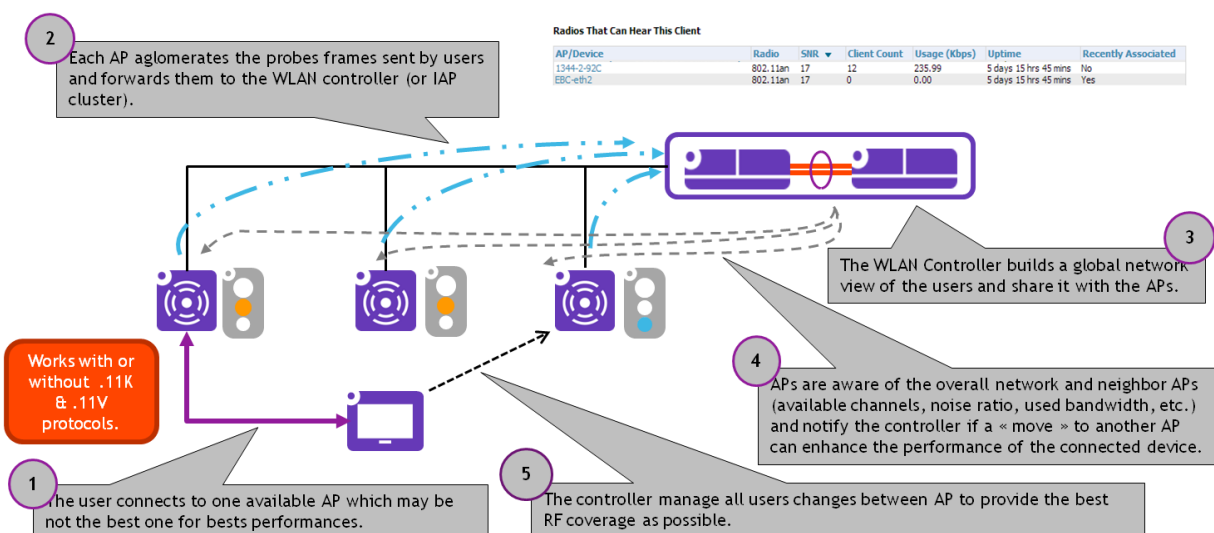 2
Each AP aglomerates the probes frames sent by users
and forwards them to the WLAN controller (or IAP
cluster).
Radios That Can Hear This Client
AP/Device Radio SNR Client Count Usage (Kbps) Uptime Recently Associated
1344-2-92C 802.11an 17 12 235.99 5 days 15 hrs 45 mins No
EBC-eth2 802.11an 17 0 0.00 5 days 15 hrs 45 mins Yes
3
The WLAN Controller builds a global network
view of the users and share it with the APs.
Works with or
without .11K
& .11V
protocols.
4
APs are aware of the overall network and neighbor APs
(available channels, noise ratio, used bandwidth, etc.)
and notify the controller if a « move » to another AP
can enhance the performance of the connected device.
1
The user connects to one available AP which may be
not the best one for bests performances.
5
The controller manage all users changes between AP to provide the best
RF coverage as possible.